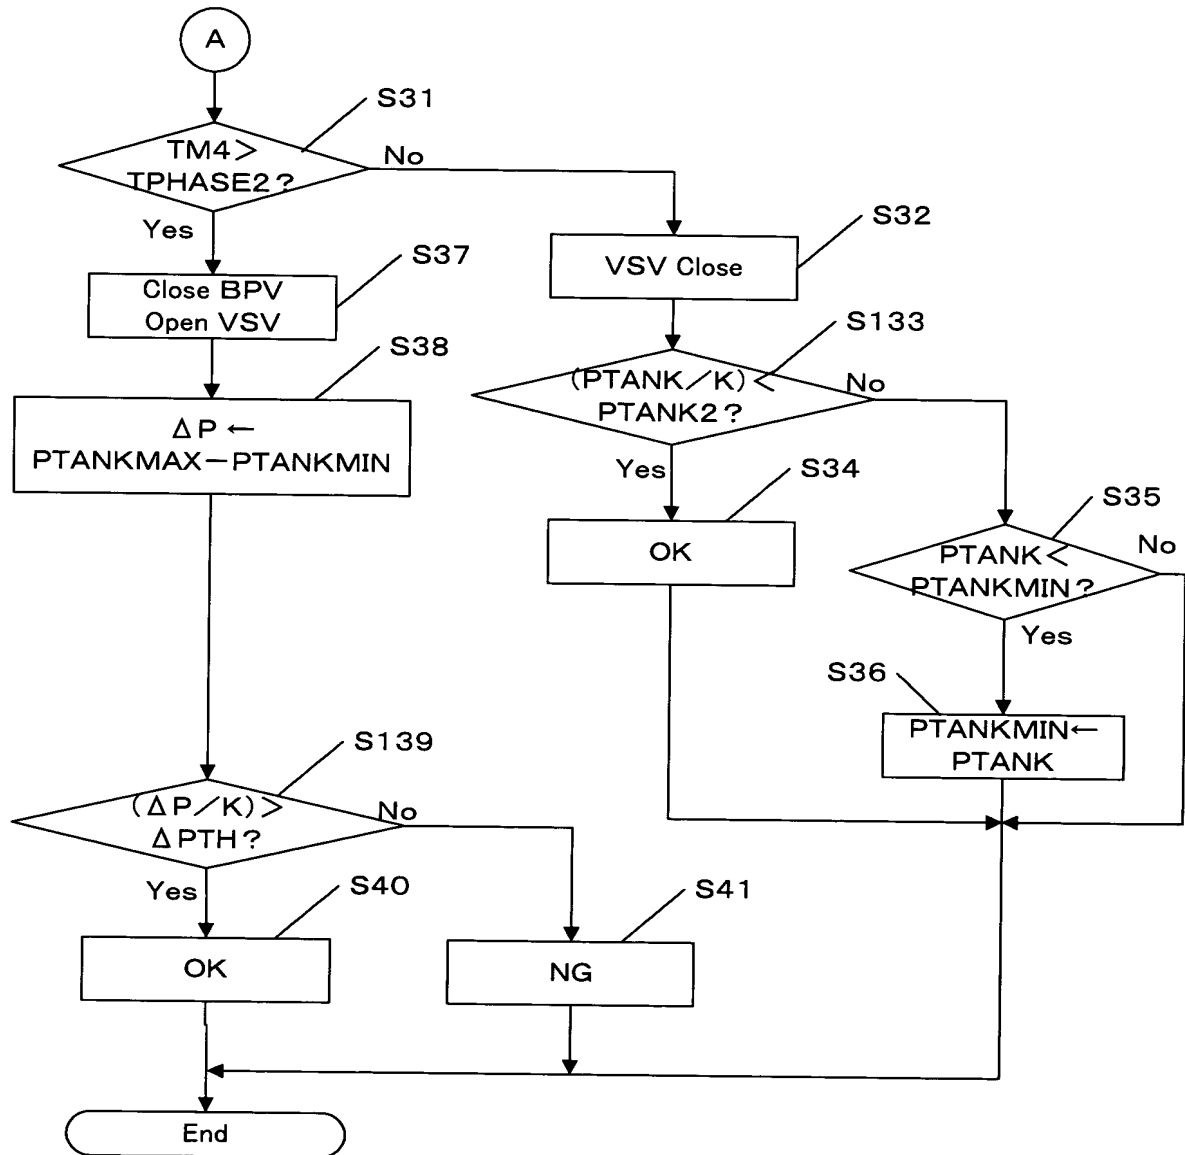 A
S31
TM4>
TPHASE2?
No
Yes
S32
VSV Close
S37
Close BPV
Open VSV
S133
(PTANK/K)<
PTANK2?
No
Yes
S38
ΔP←
PTANKMAX−PTANKMIN
S34
OK
S35
PTANK<
PTANKMIN?
No
Yes
S36
PTANKMIN←
PTANK
S139
(ΔP/K)>
ΔPTH?
No
Yes
S40
OK
S41
NG
End